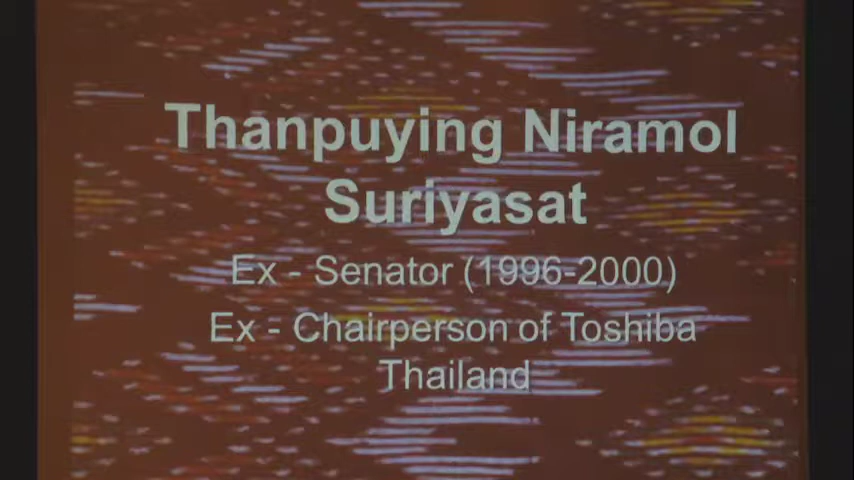 Thanpuying Niramol
Suriyasat
Ex - Senator (1996-2000)
Ex - Chairperson of Toshiba
Thailand